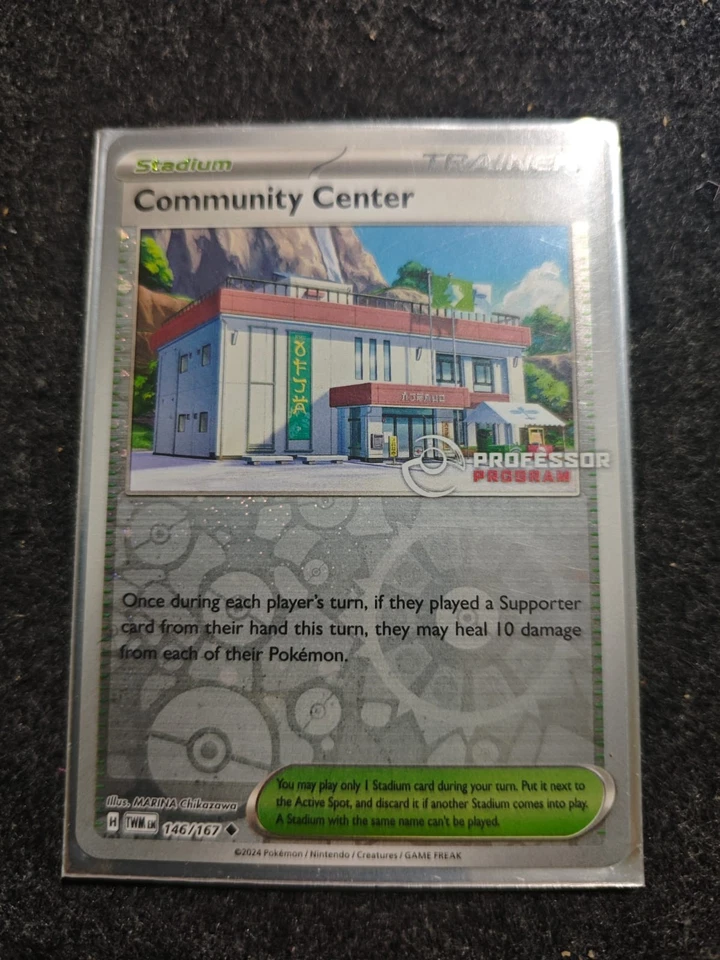 Stadium
TRAINER
Community Center
PROFESSOR
PROGRAM
Once during each player's turn, if they played a Supporter
card from their hand this turn, they may heal 10 damage
from each of their Pokémon.
You may play only 1 Stadium card during your turn. Put it next to
the Active Spot, and discard it if another Stadium comes into play.
A Stadium with the same name can't be played.
Illus. MARINA Chikazawa
H TWM EN 146/167
©2024 Pokémon / Nintendo / Creatures / GAME FREAK